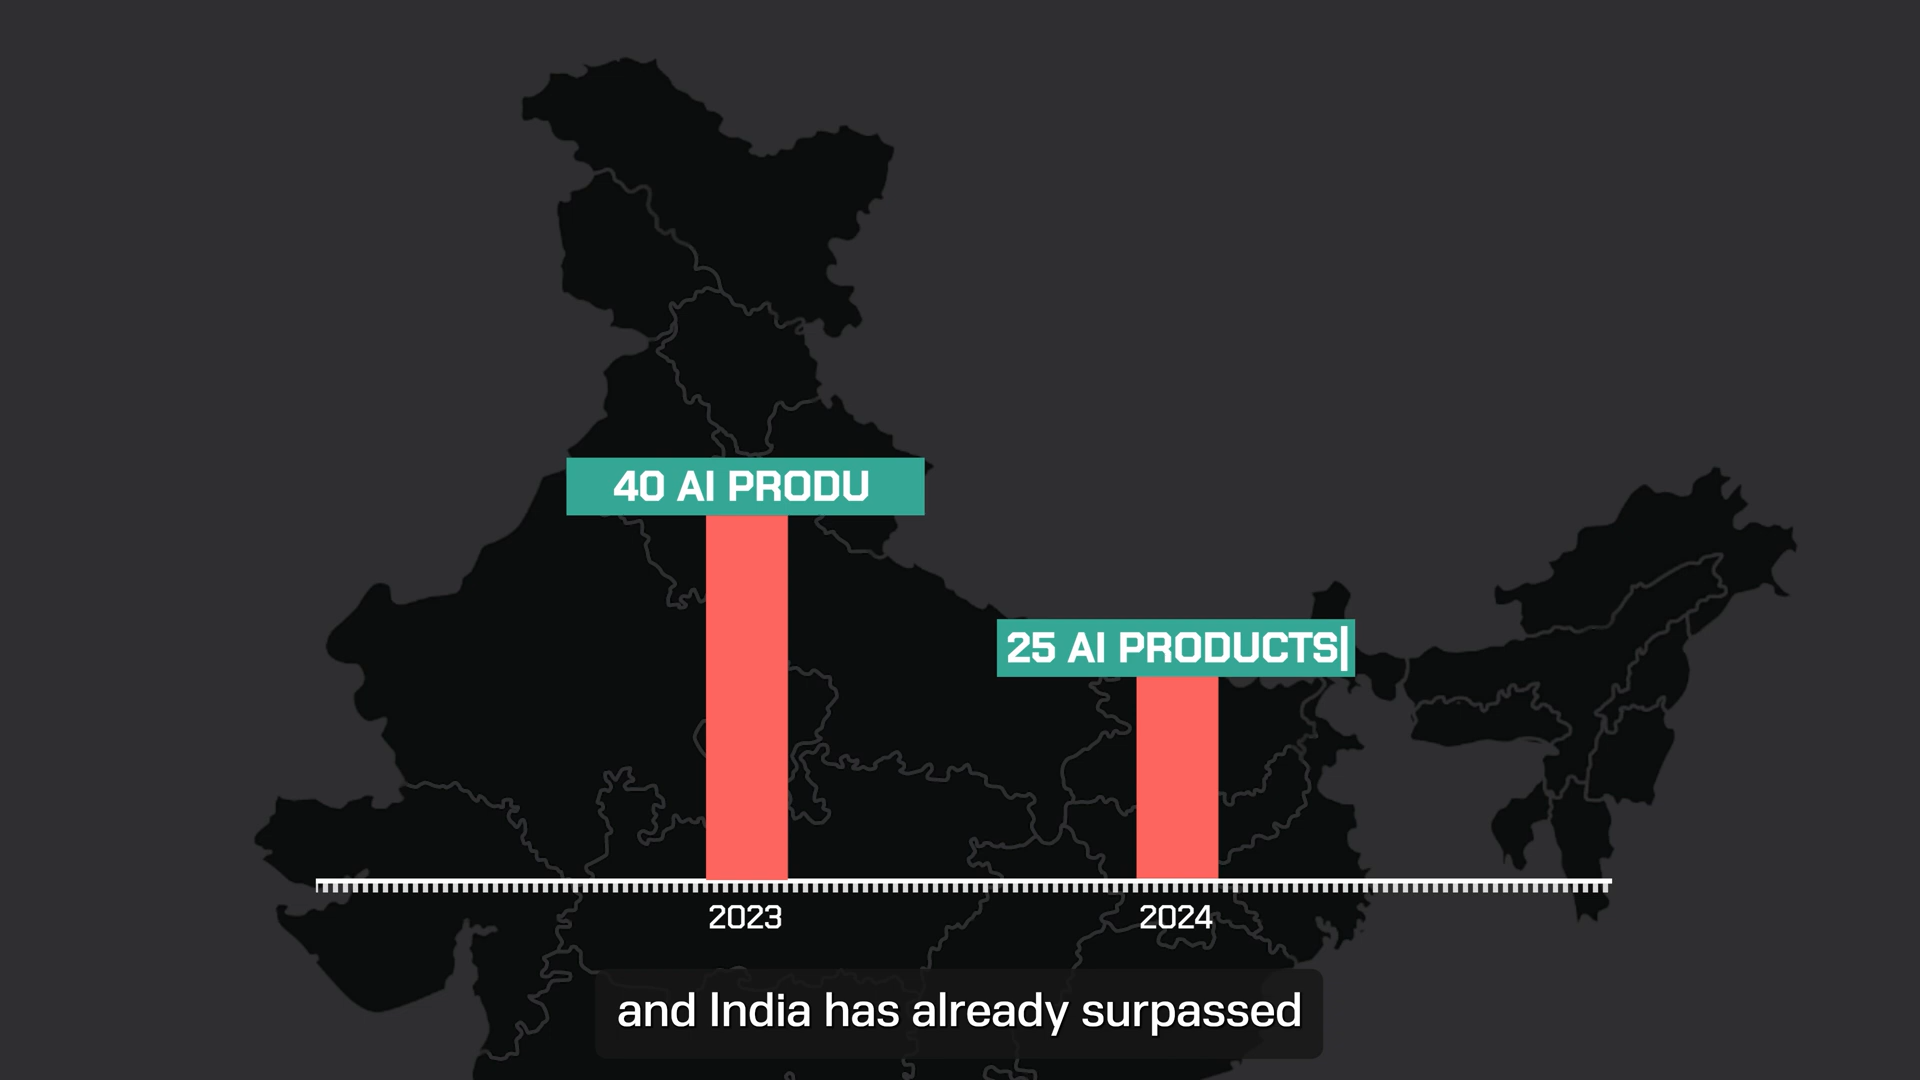 40 AI PRODU
25 AI PRODUCTS
2023
2024
and India has already surpassed